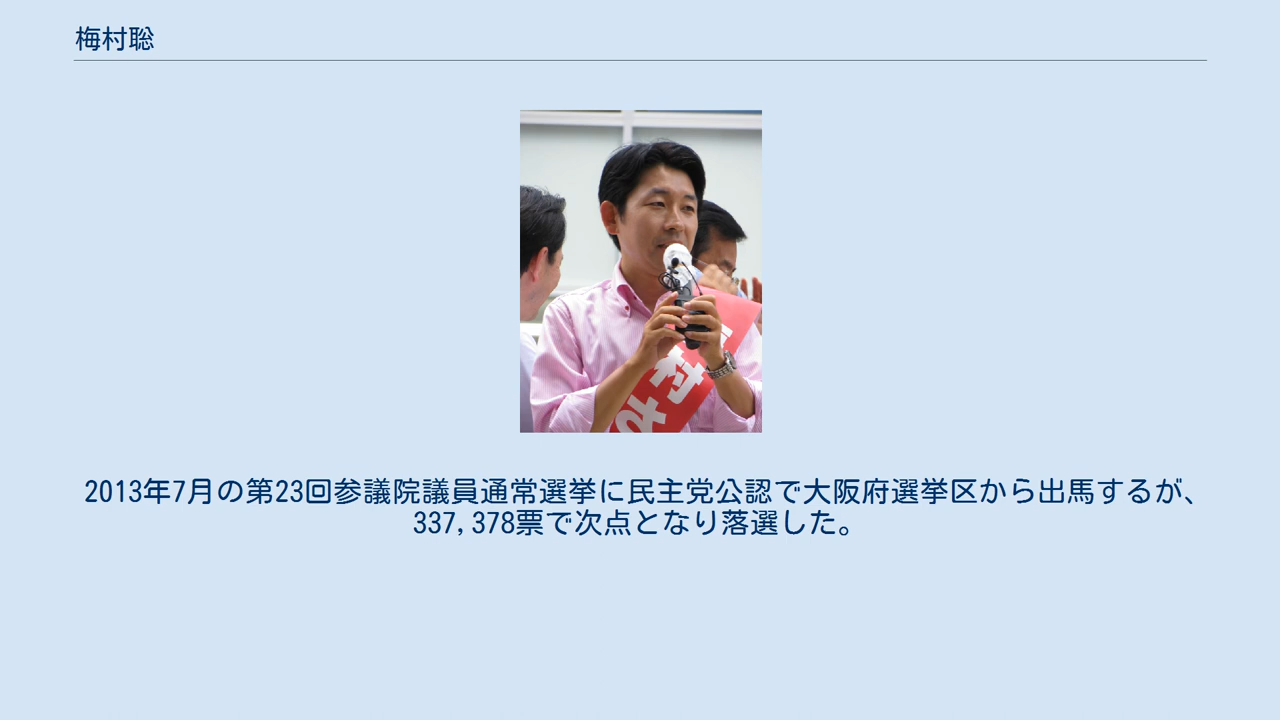 梅村聡
村
さ
2013年7月の第23回参議院議員通常選挙に民主党公認で大阪府選挙区から出馬するが、
337,378票で次点となり落選した。